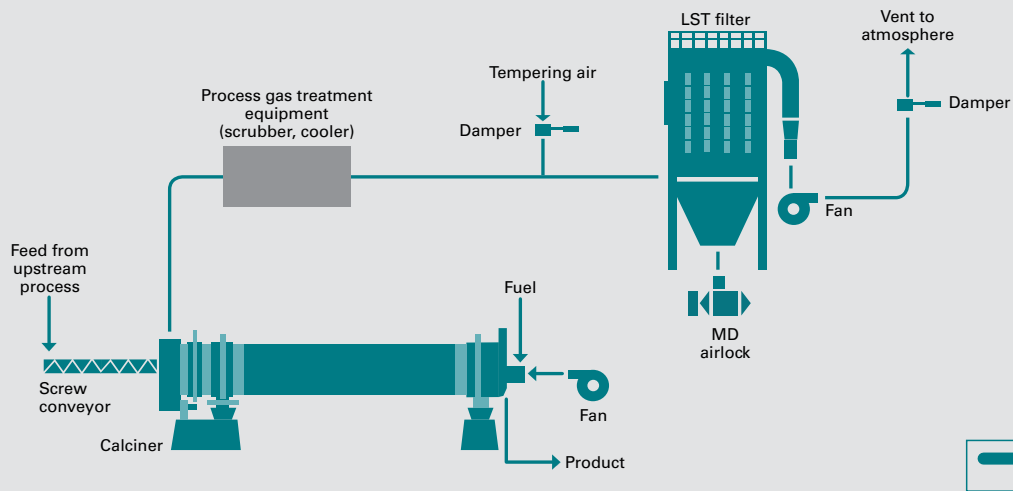 LST filter
Vent to
atmosphere
Tempering air
Process gas treatment
equipment
(scrubber, cooler)
Damper
Damper
Fan
Feed from
upstream
process
Fuel
MD
airlock
Screw
conveyor
Fan
Calciner
Product